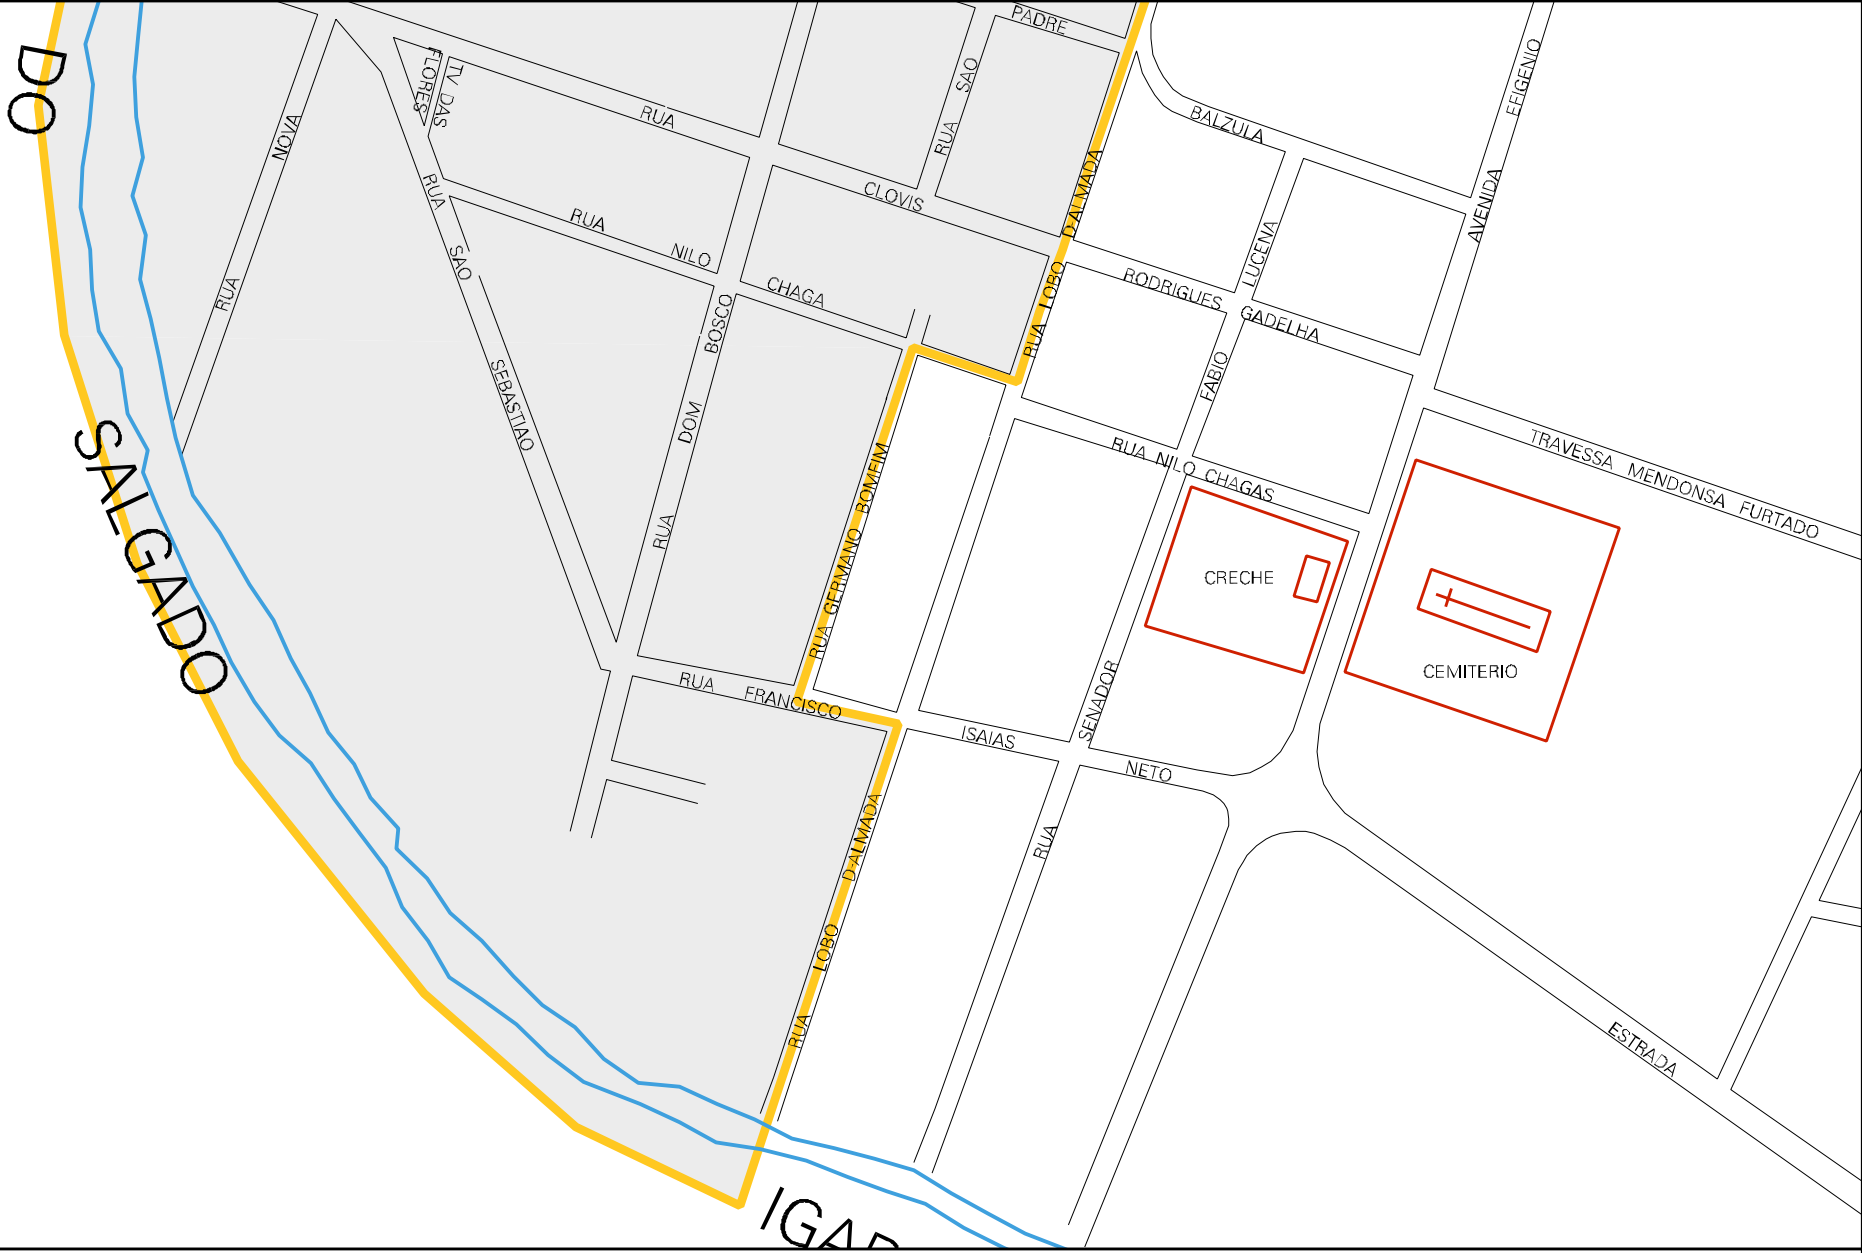 DO
SALGADO
IGAR
RUA NOVA
TV DAS
FLORES
RUA SAO SEBASTIAO
RUA CLOVIS RODRIGUES GADELHA
RUA NILO CHAGA
RUA SAO
PADRE
RUA DOM BOSCO
RUA LOBO D-ALMADA
BALZULA
AVENIDA EFIGENIO
RUA SENADOR FABIO LUCENA
RUA NILO CHAGAS
TRAVESSA MENDONSA FURTADO
RUA GERMANO BOMFIM
CRECHE
CEMITERIO
RUA FRANCISCO ISAIAS NETO
RUA LOBO D-ALMADA
ESTRADA